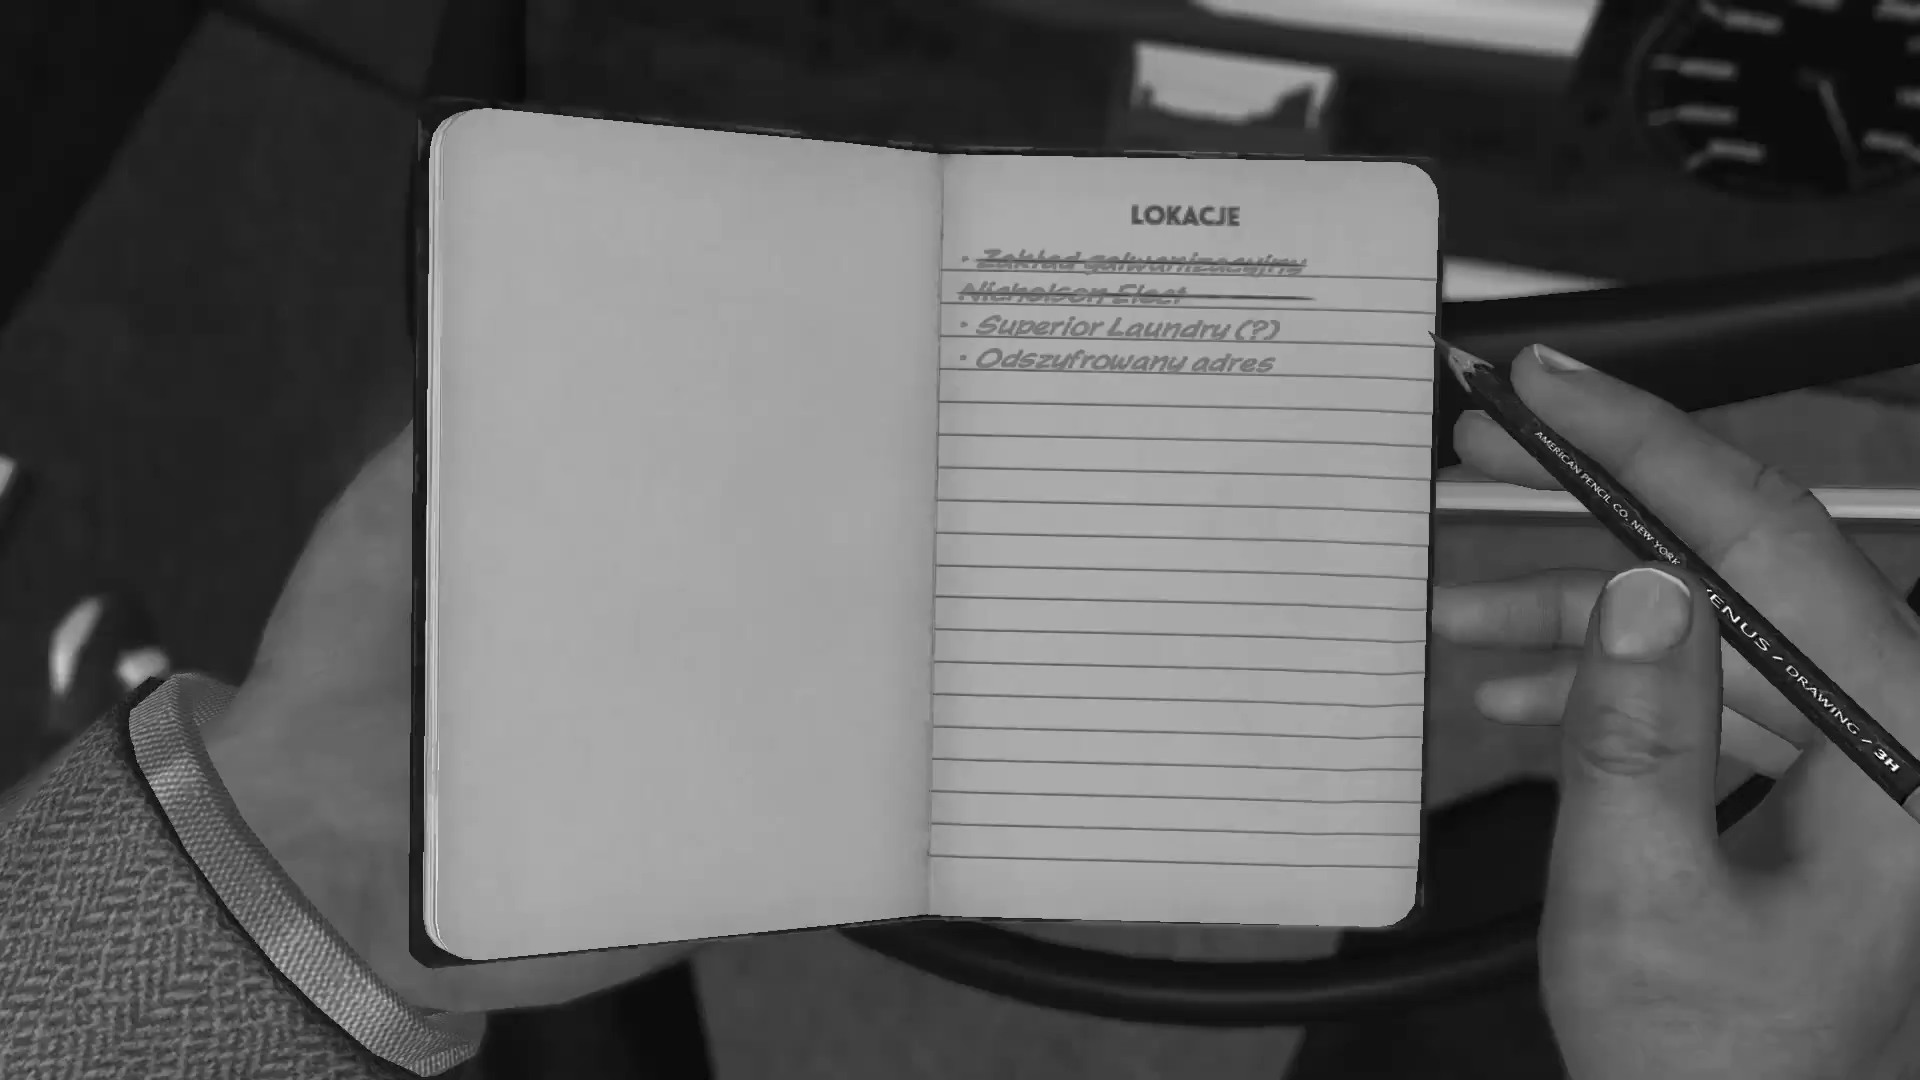 LOKACJE
· Zakład galwanizacyjny
Nicholson Elect
· Superior Laundry (?)
· Odszyfrowany adres
AMERICAN PENCIL CO. NEW YORK
VENUS / DRAWING / 3H